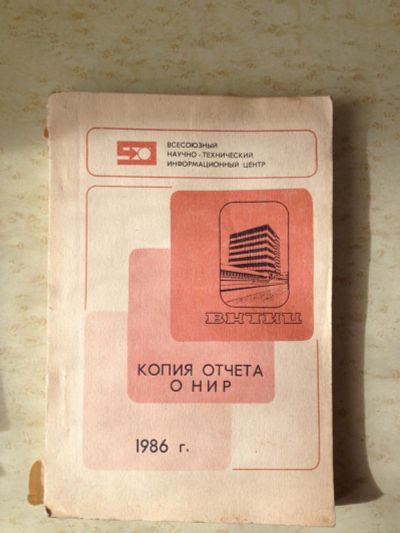 ВСЕСОЮЗНЫЙ
НАУЧНО-ТЕХНИЧЕСКИЙ
ИНФОРМАЦИОННЫЙ ЦЕНТР
ВНТИЦ
КОПИЯ ОТЧЕТА
О НИР
1986 г.